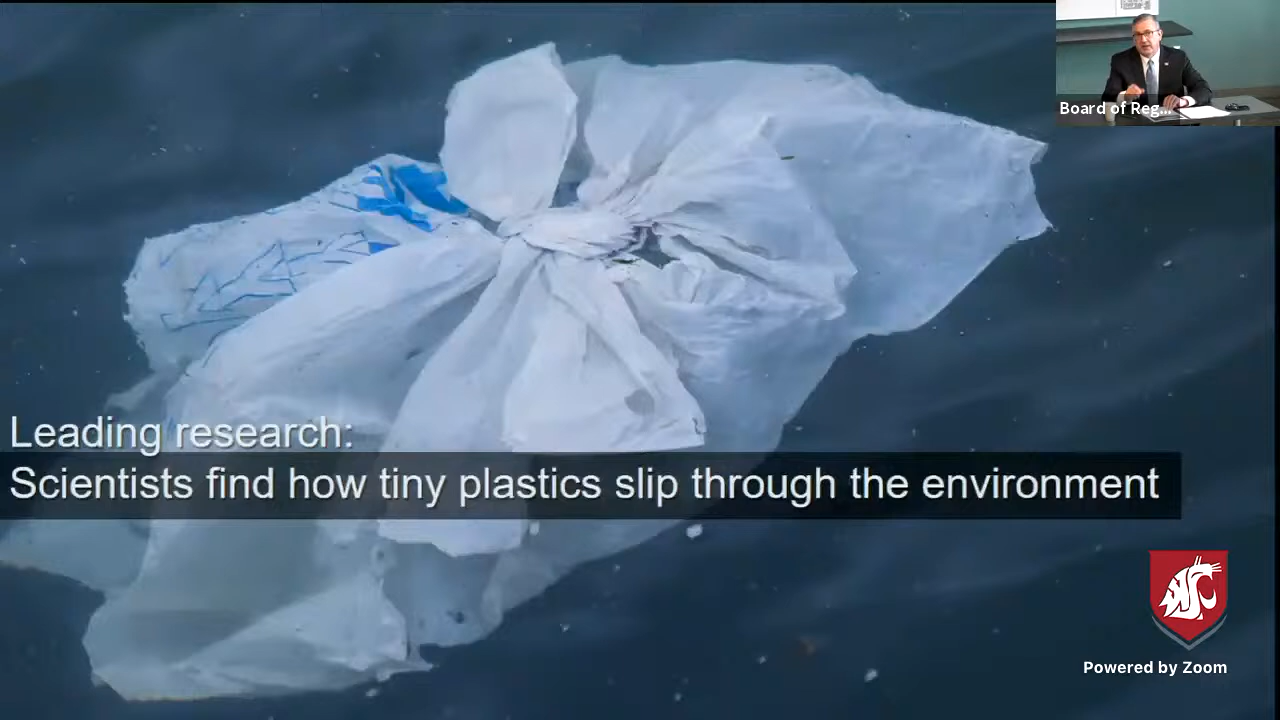 Board of Reg...
Leading research:
Scientists find how tiny plastics slip through the environment
Powered by Zoom